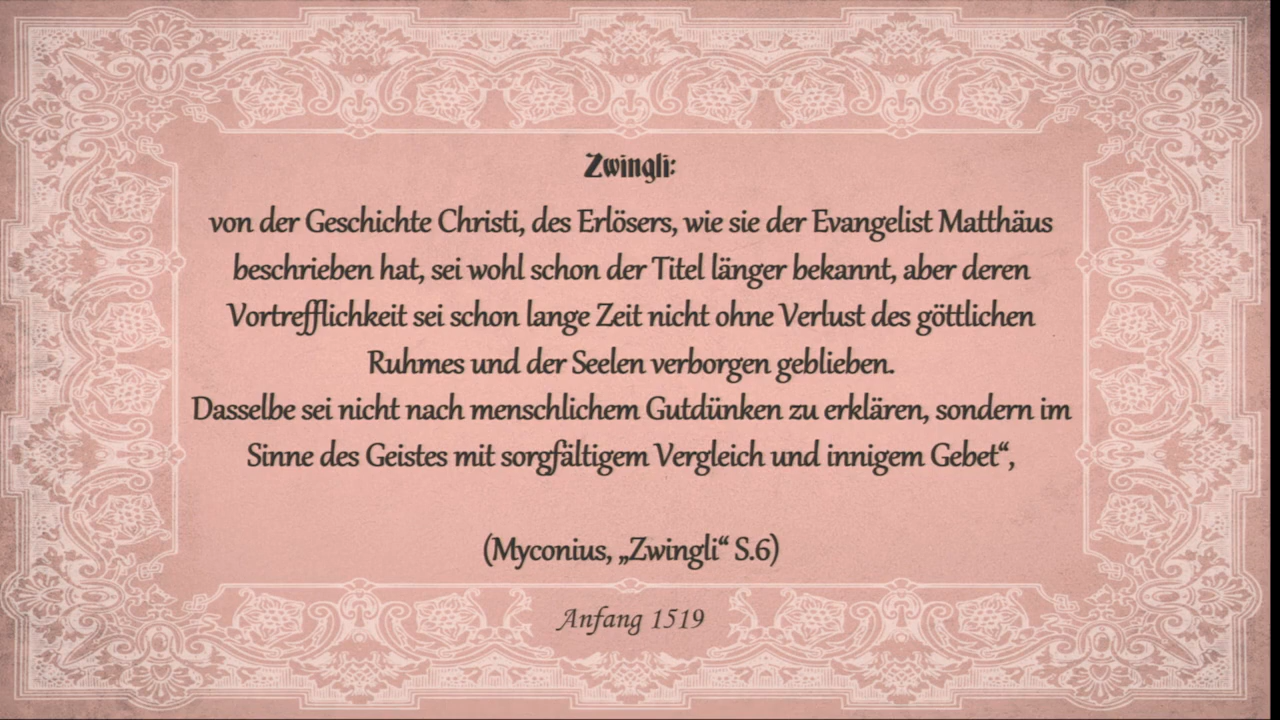 Zwingli:
von der Geschichte Christi, des Erlösers, wie sie der Evangelist Matthäus
beschrieben hat, sei wohl schon der Titel länger bekannt, aber deren
Vortrefflichkeit sei schon lange Zeit nicht ohne Verlust des göttlichen
Ruhmes und der Seelen verborgen geblieben.
Dasselbe sei nicht nach menschlichem Gutdünken zu erklären, sondern im
Sinne des Geistes mit sorgfältigem Vergleich und innigem Gebet“,
(Myconius, „Zwingli“ S.6)
Anfang 1519